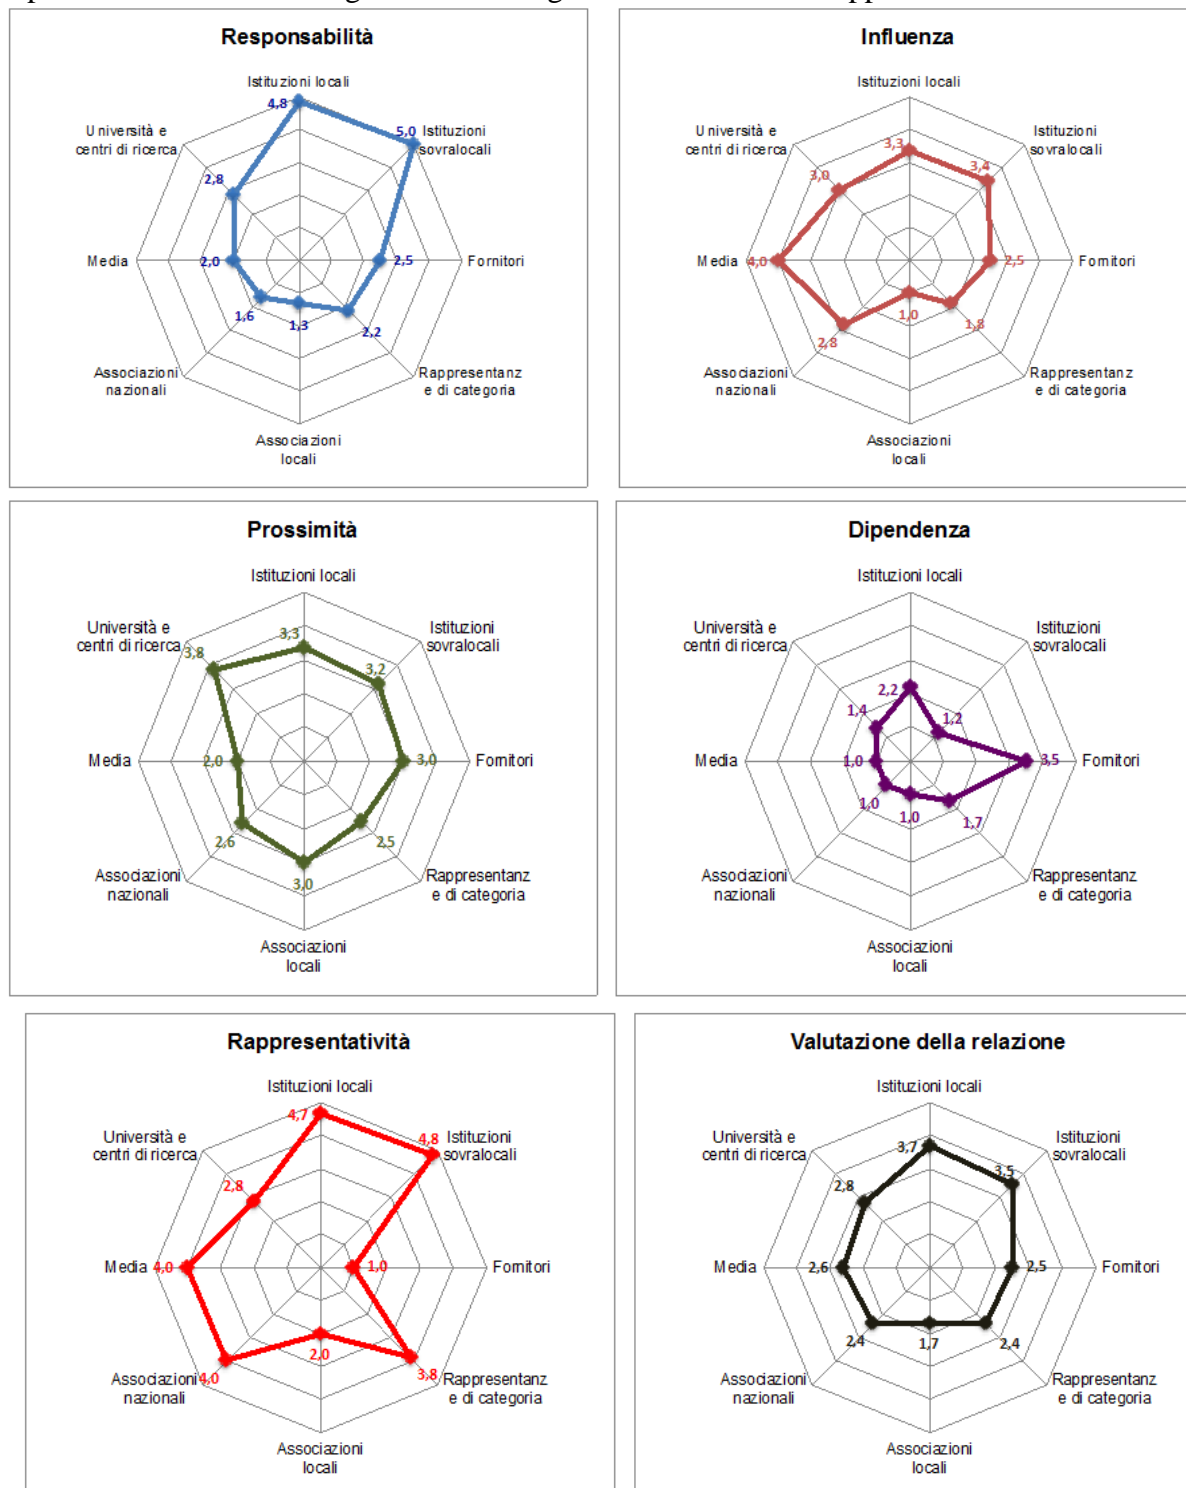 Responsabilità
Istituzioni locali
4,8
5,0
Istituzioni
sovralocali
Università e
centri di ricerca
2,8
Media
2,0
2,5
Fornitori
1,6
1,3
2,2
Associazioni
nazionali
Rappresentanz
e di categoria
Associazioni
locali
Influenza
Istituzioni locali
Università e
centri di ricerca
Istituzioni
sovralocali
3,3
3,4
3,0
Media
4,0
2,5
Fornitori
1,8
1,0
2,8
Associazioni
nazionali
Rappresentanz
e di categoria
Associazioni
locali
Prossimità
Istituzioni locali
Università e
centri di ricerca
Istituzioni
sovralocali
3,3
3,8
3,2
Media
2,0
3,0
Fornitori
2,6
2,5
3,0
Associazioni
nazionali
Rappresentanz
e di categoria
Associazioni
locali
Dipendenza
Istituzioni locali
Università e
centri di ricerca
Istituzioni
sovralocali
2,2
1,4
1,2
Media
1,0
3,5
Fornitori
1,0
1,0
1,7
Associazioni
nazionali
Rappresentanz
e di categoria
Associazioni
locali
Rappresentatività
Istituzioni locali
4,7
4,8
Università e
centri di ricerca
Istituzioni
sovralocali
2,8
Media
4,0
1,0
Fornitori
2,0
Associazioni
nazionali
4,0
3,8
Rappresentanz
e di categoria
Associazioni
locali
Valutazione della relazione
Istituzioni locali
Università e
centri di ricerca
Istituzioni
sovralocali
3,7
3,5
2,8
Media
2,6
2,5
Fornitori
2,4
1,7
2,4
Associazioni
nazionali
Rappresentanz
e di categoria
Associazioni
locali